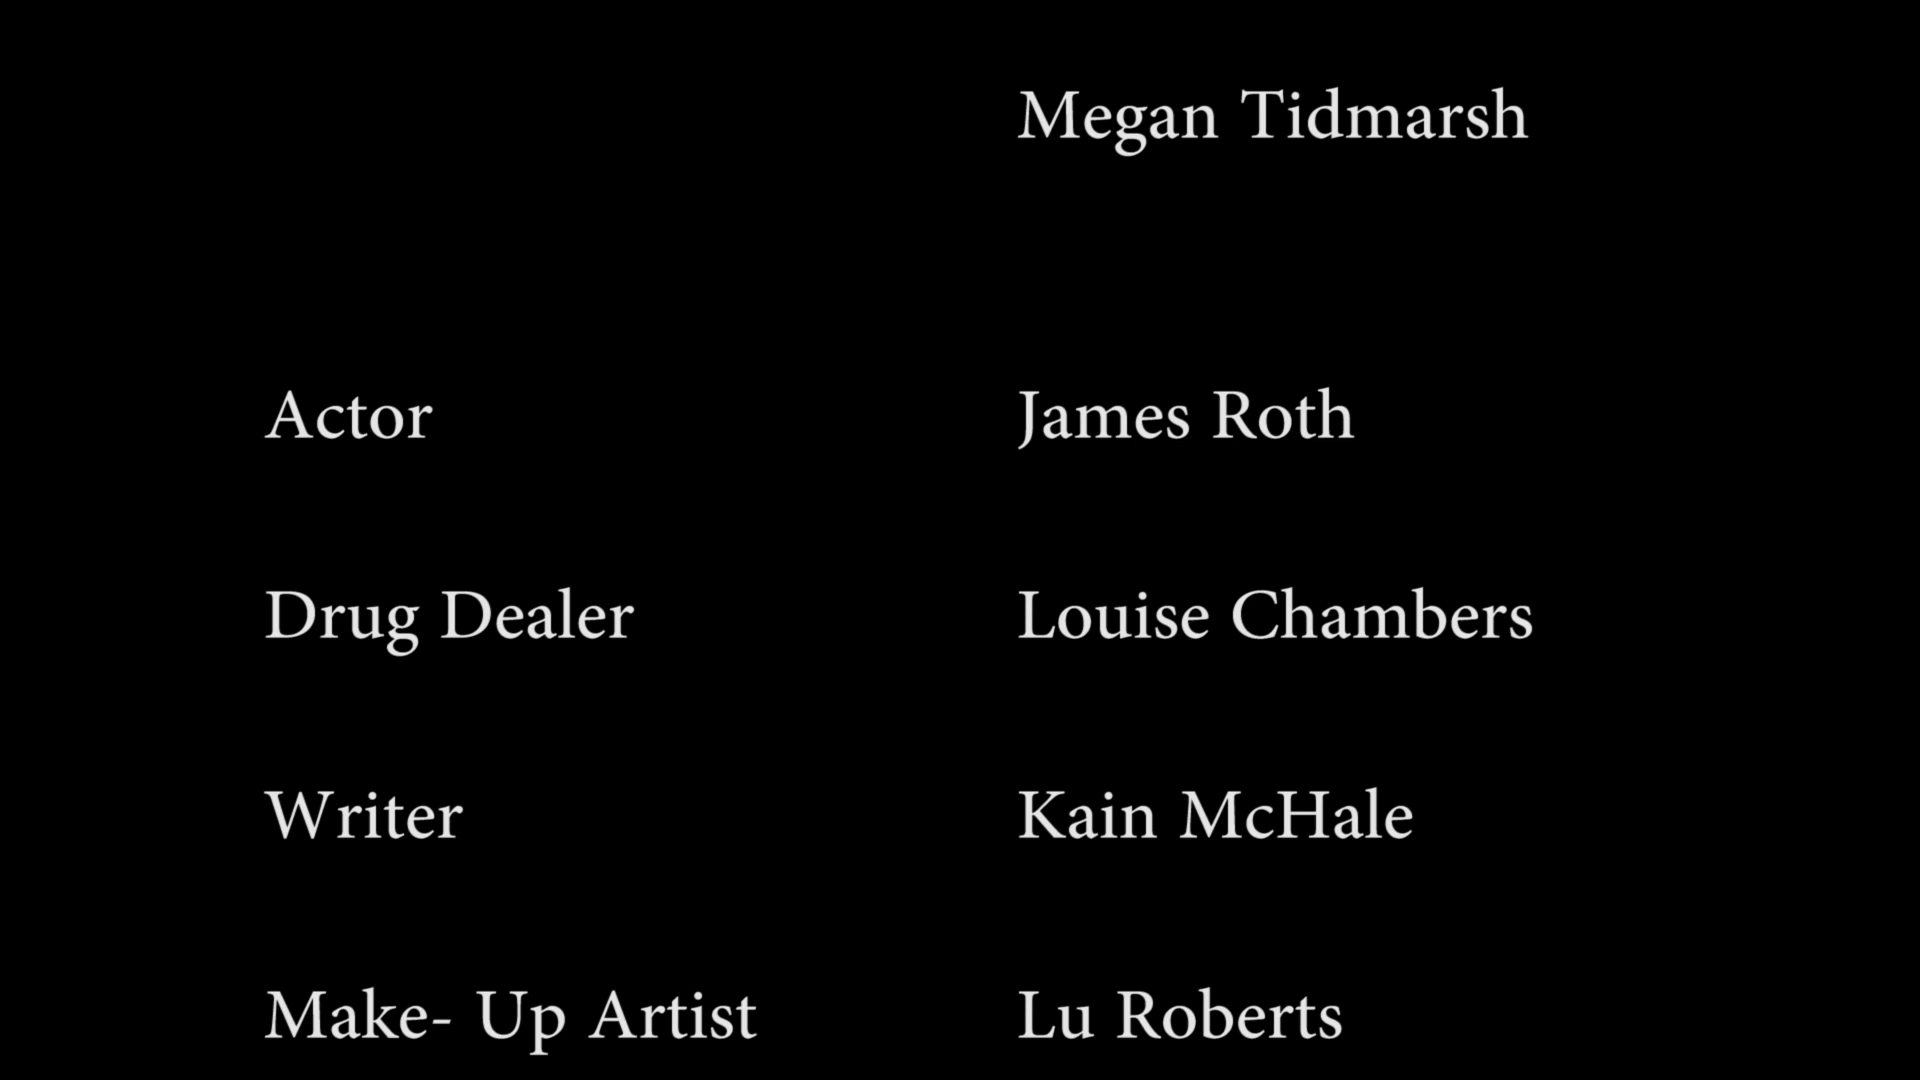 Megan Tidmarsh
Actor James Roth
Drug Dealer Louise Chambers
Writer Kain McHale
Make- Up Artist Lu Roberts